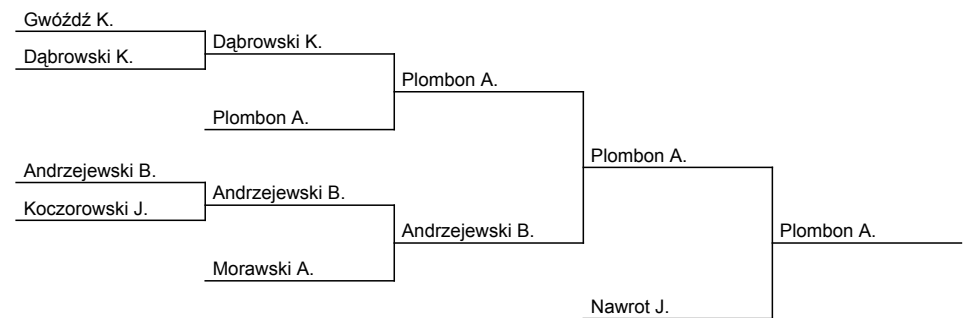 Gwóźdź K.
Dąbrowski K.
Dąbrowski K.
Plombon A.
Plombon A.
Plombon A.
Andrzejewski B.
Andrzejewski B.
Koczorowski J.
Andrzejewski B.
Plombon A.
Morawski A.
Nawrot J.